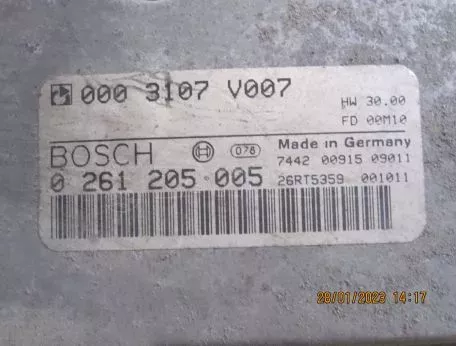 000 3107 V007
HW 30.00
FD 00M10
BOSCH
078
Made in Germany
7442 00915 09011
0 261 205 005
26RT5359 001011
28/01/2023 14:17